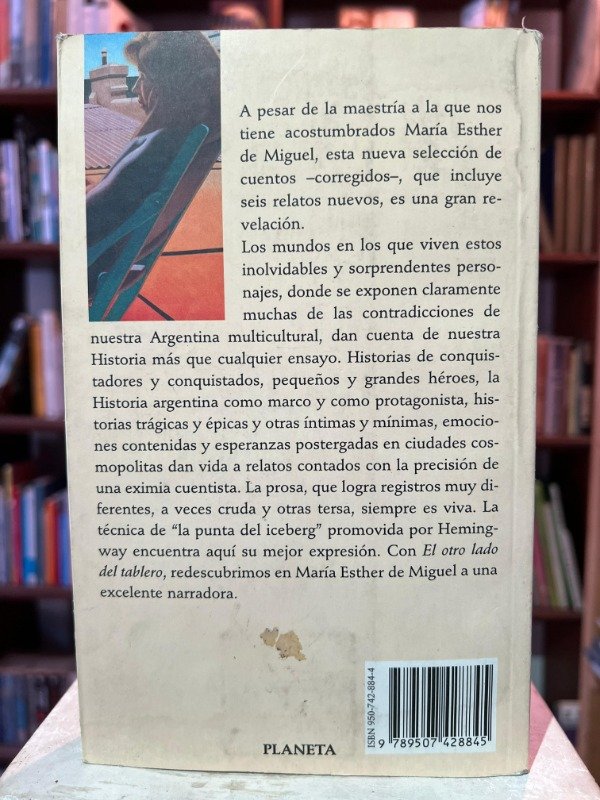 A pesar de la maestría a la que nos
tiene acostumbrados María Esther
de Miguel, esta nueva selección de
cuentos –corregidos–, que incluye
seis relatos nuevos, es una gran re-
velación.
Los mundos en los que viven estos
inolvidables y sorprendentes perso-
najes, donde se exponen claramente
muchas de las contradicciones de
nuestra Argentina multicultural, dan cuenta de nuestra
Historia más que cualquier ensayo. Historias de conquis-
tadores y conquistados, pequeños y grandes héroes, la
Historia argentina como marco y como protagonista, his-
torias trágicas y épicas y otras íntimas y mínimas, emocio-
nes contenidas y esperanzas postergadas en ciudades cos-
mopolitas dan vida a relatos contados con la precisión de
una eximia cuentista. La prosa, que logra registros muy di-
ferentes, a veces cruda y otras tersa, siempre es viva. La
técnica de “la punta del iceberg” promovida por Heming-
way encuentra aquí su mejor expresión. Con El otro lado
del tablero, redescubrimos en María Esther de Miguel a una
excelente narradora.
ISBN 950-742-884-4
9 789507 428845
PLANETA